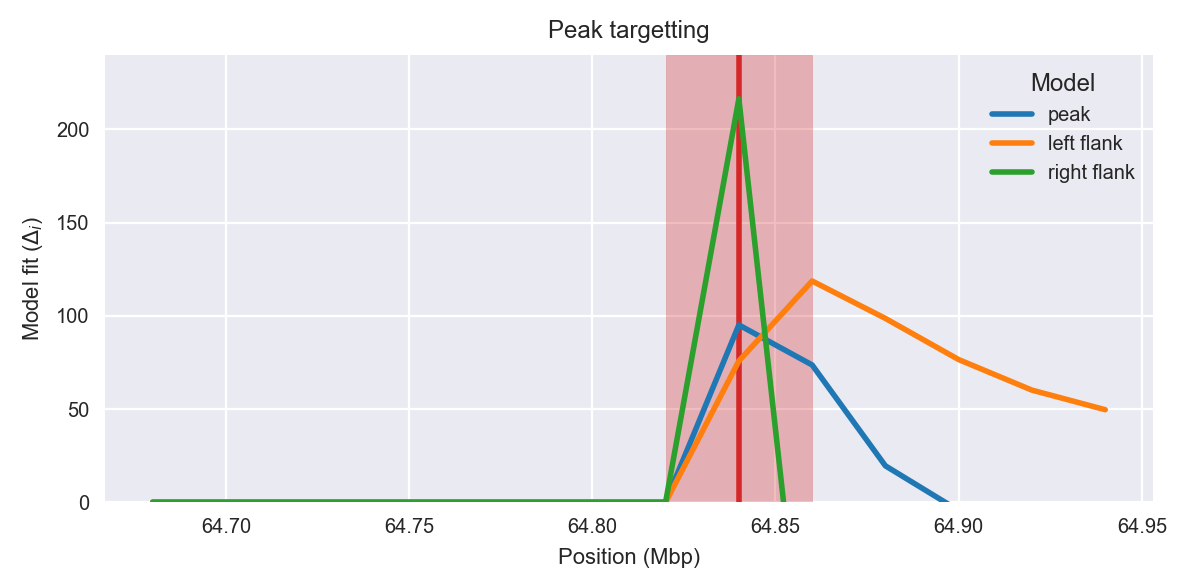 Peak targetting
Model
peak
left flank
right flank
Model fit (Δᵢ)
200
150
100
50
0
64.70 64.75 64.80 64.85 64.90 64.95
Position (Mbp)